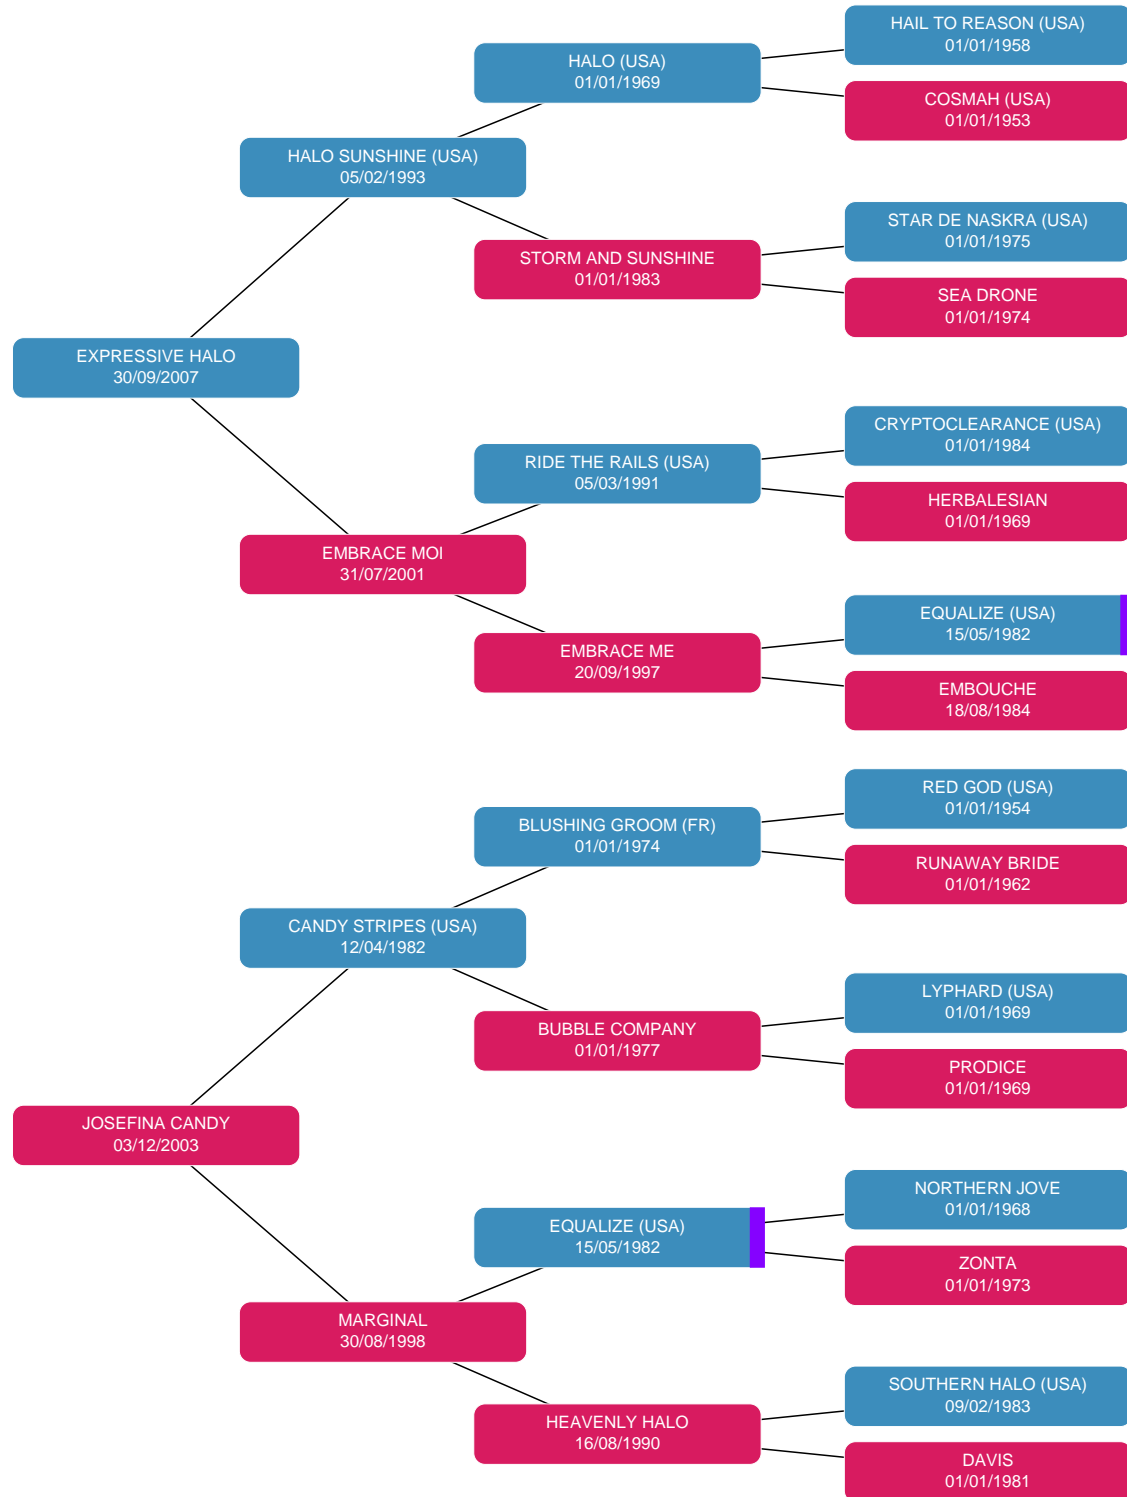 HAIL TO REASON (USA)
01/01/1958
HALO (USA)
01/01/1969
COSMAH (USA)
01/01/1953
HALO SUNSHINE (USA)
05/02/1993
STAR DE NASKRA (USA)
01/01/1975
STORM AND SUNSHINE
01/01/1983
SEA DRONE
01/01/1974
EXPRESSIVE HALO
30/09/2007
CRYPTOCLEARANCE (USA)
01/01/1984
RIDE THE RAILS (USA)
05/03/1991
HERBALESIAN
01/01/1969
EMBRACE MOI
31/07/2001
EQUALIZE (USA)
15/05/1982
EMBRACE ME
20/09/1997
EMBOUCHE
18/08/1984
RED GOD (USA)
01/01/1954
BLUSHING GROOM (FR)
01/01/1974
RUNAWAY BRIDE
01/01/1962
CANDY STRIPES (USA)
12/04/1982
LYPHARD (USA)
01/01/1969
BUBBLE COMPANY
01/01/1977
PRODICE
01/01/1969
JOSEFINA CANDY
03/12/2003
NORTHERN JOVE
01/01/1968
EQUALIZE (USA)
15/05/1982
ZONTA
01/01/1973
MARGINAL
30/08/1998
SOUTHERN HALO (USA)
09/02/1983
HEAVENLY HALO
16/08/1990
DAVIS
01/01/1981